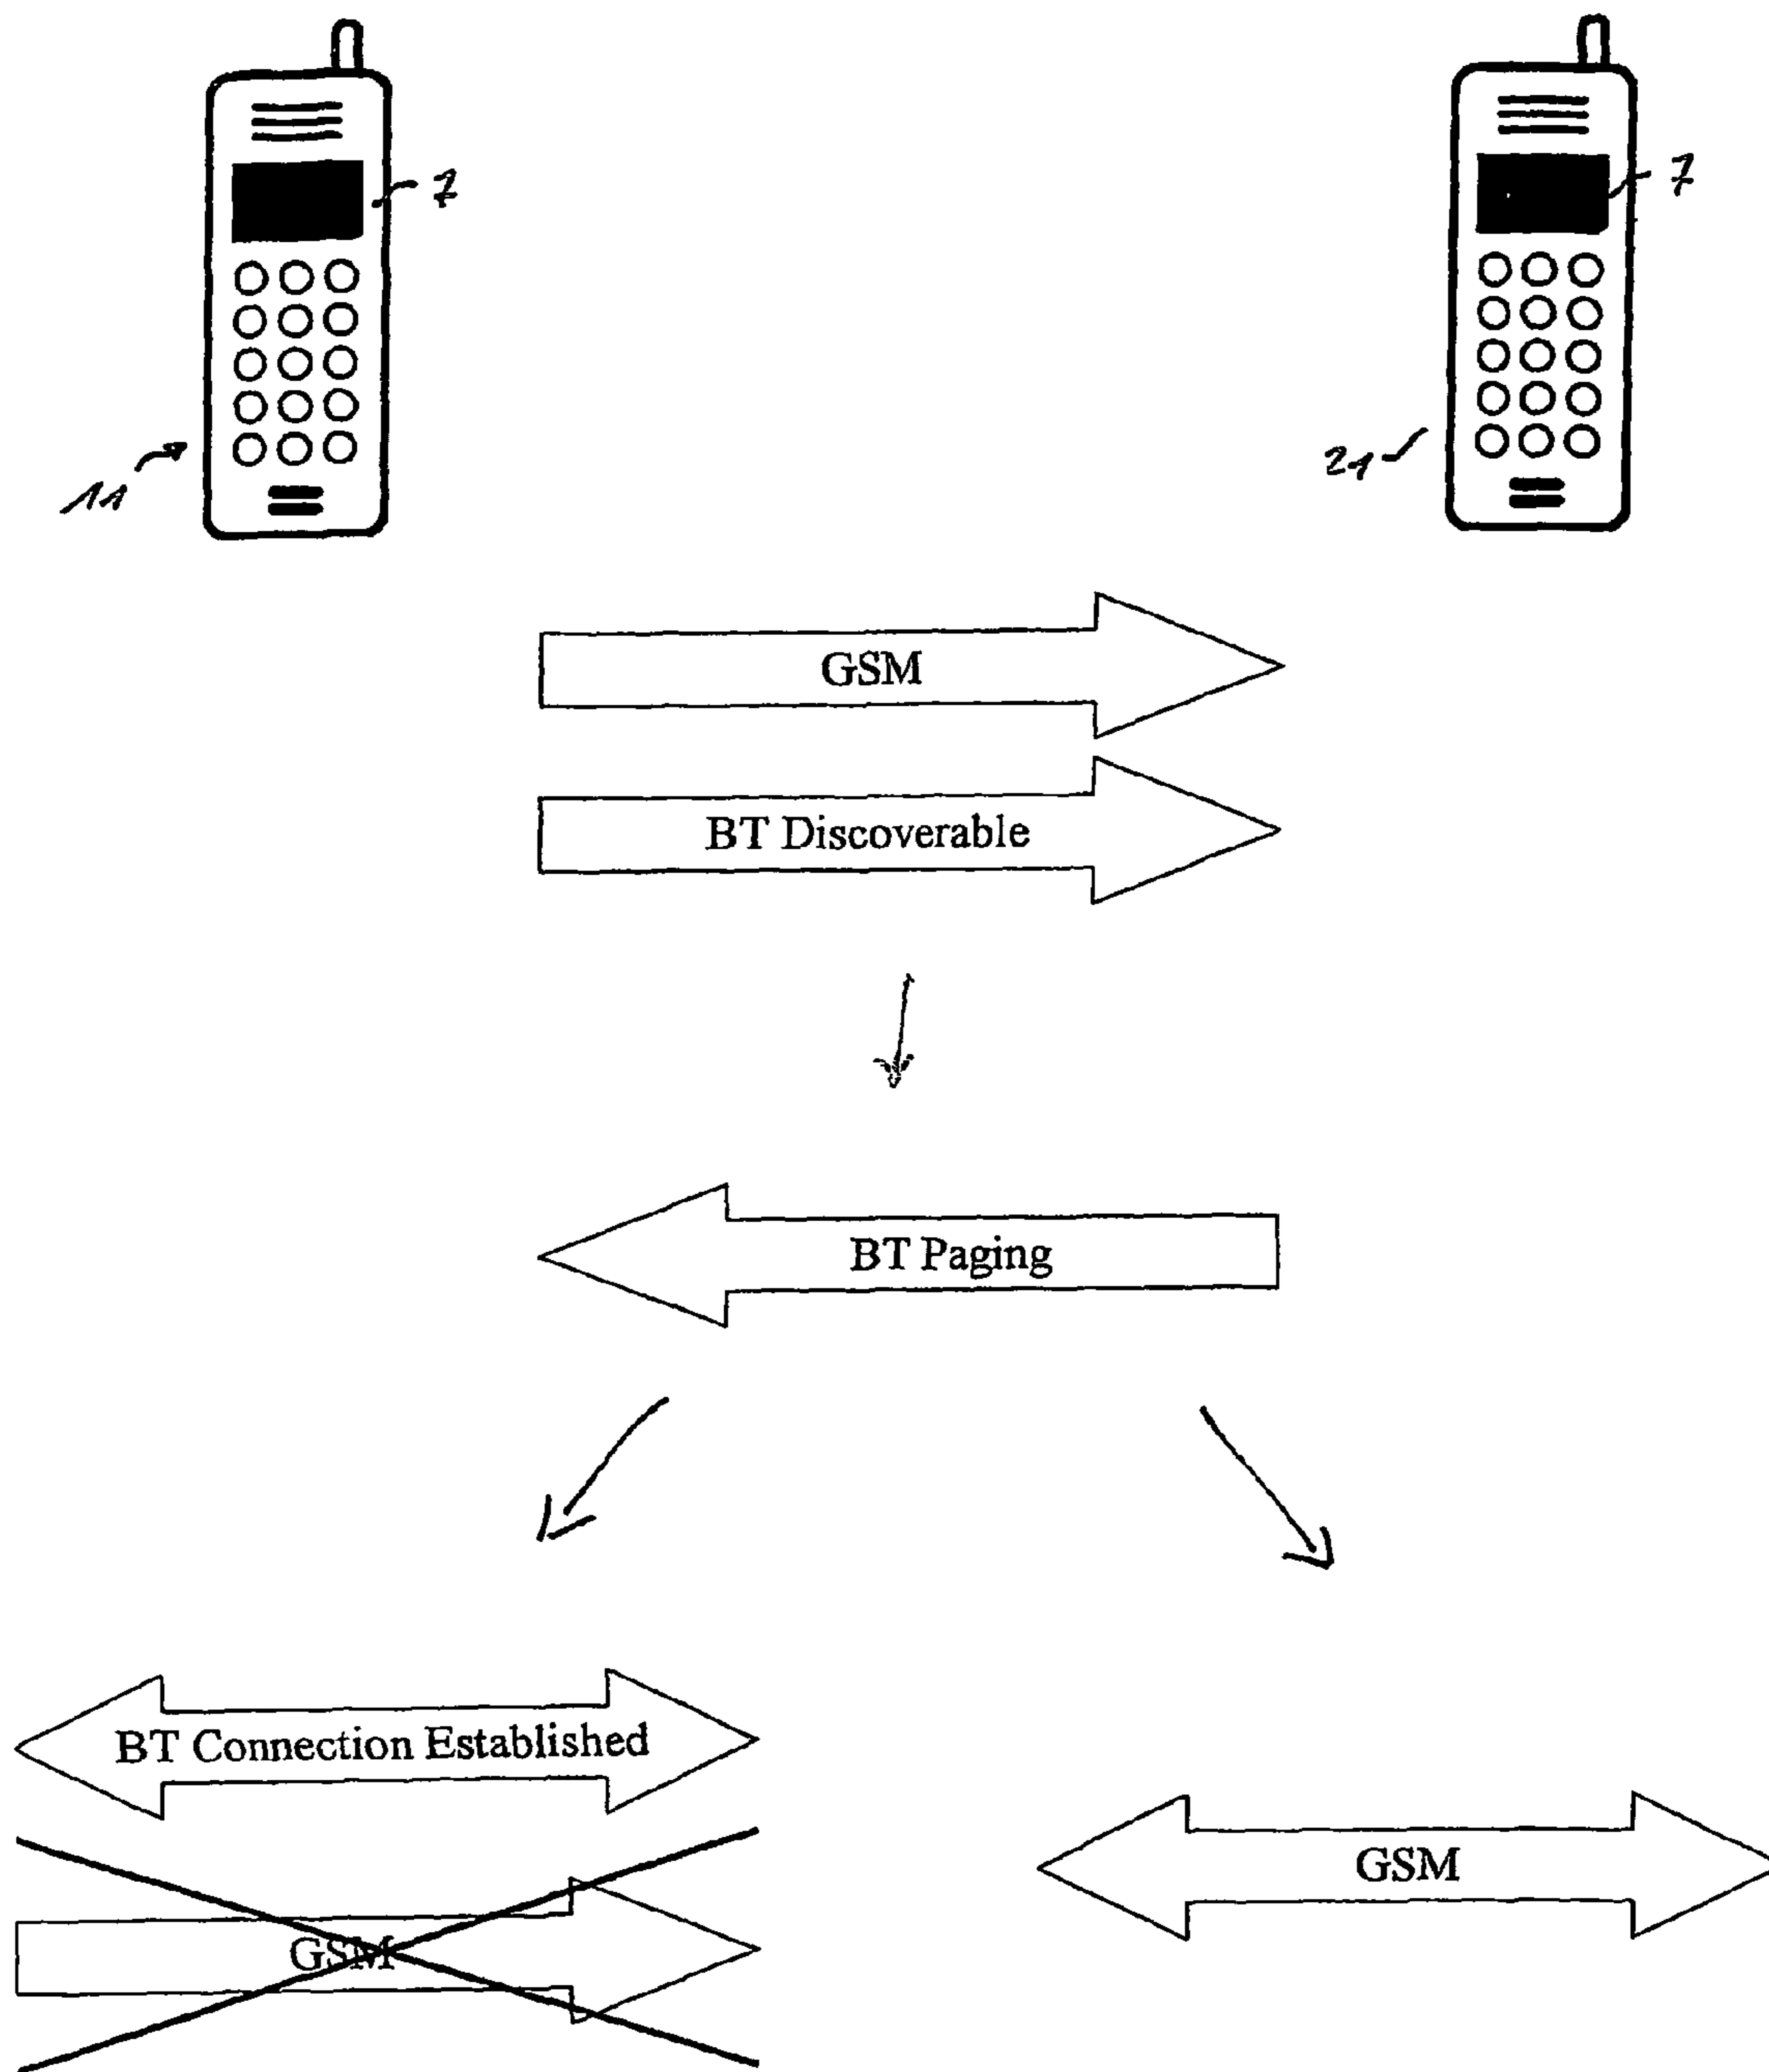 7
7
11
21
GSM
BT Discoverable
BT Paging
BT Connection Established
GSM
GSM